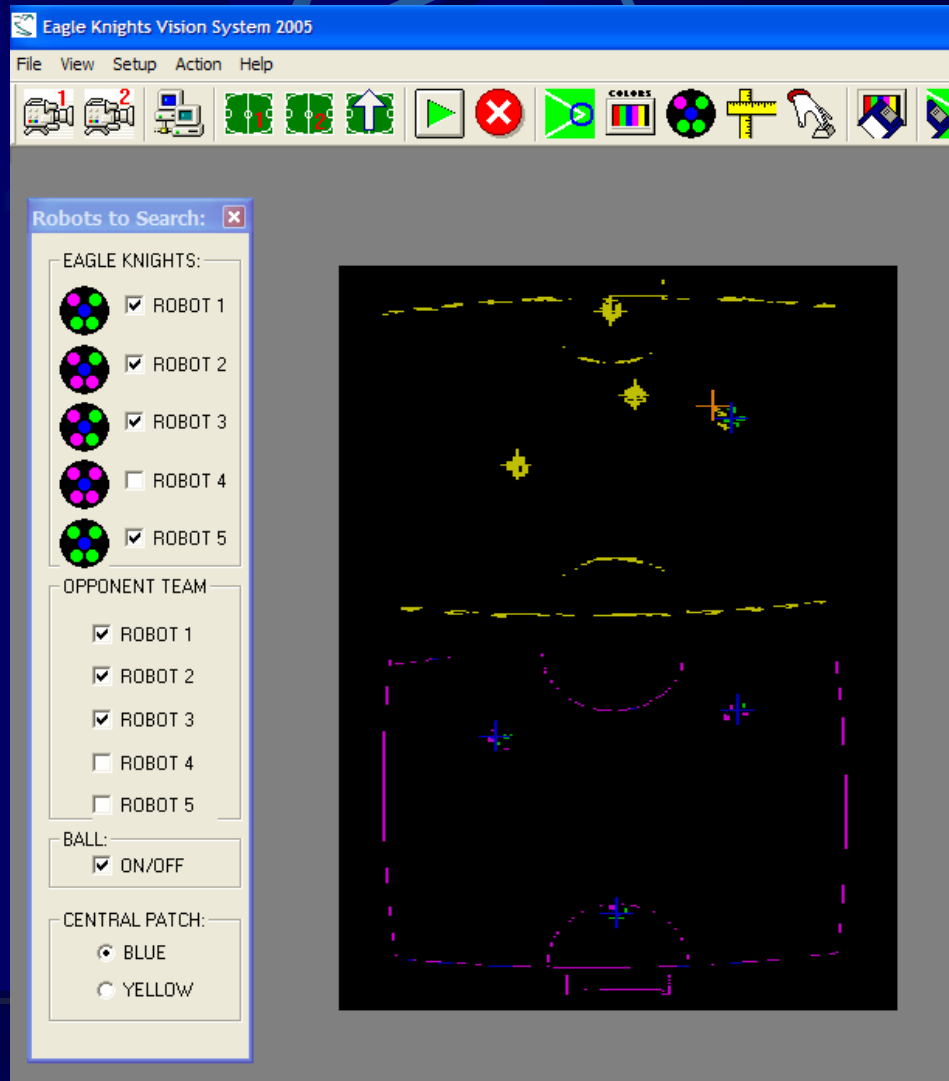 Eagle Knights Vision System 2005
File View Setup Action Help
1 2 1 2 COLORS
Robots to Search:
EAGLE KNIGHTS:
ROBOT 1
ROBOT 2
ROBOT 3
ROBOT 4
ROBOT 5
OPPONENT TEAM
ROBOT 1
ROBOT 2
ROBOT 3
ROBOT 4
ROBOT 5
BALL:
ON/OFF
CENTRAL PATCH:
BLUE
YELLOW